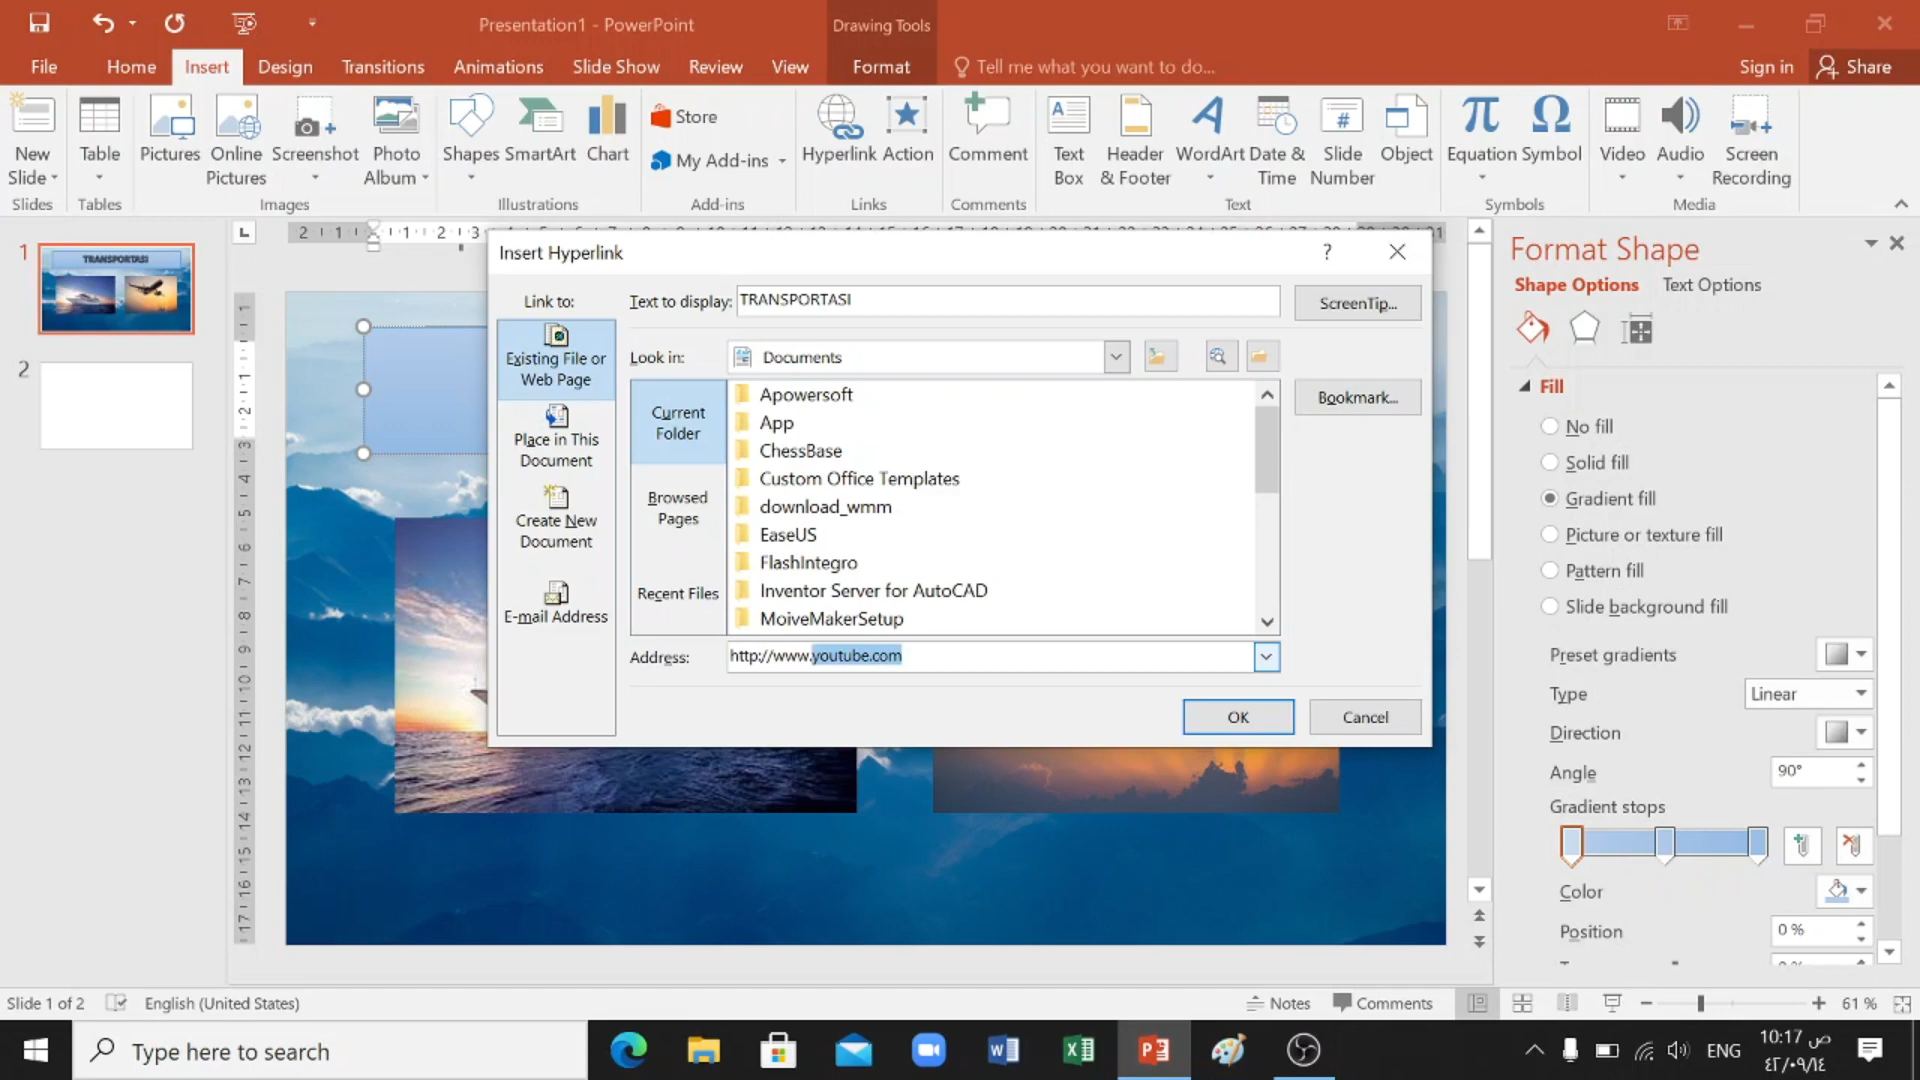 Presentation1 - PowerPoint
Drawing Tools
File Home Insert Design Transitions Animations Slide Show Review View Format Tell me what you want to do... Sign in Share
New Slide
Table
Pictures
Online Pictures
Screenshot
Photo Album
Shapes
SmartArt
Chart
Store
My Add-ins
Hyperlink
Action
Comment
Text Box
Header & Footer
WordArt
Date & Time
Slide Number
Object
Equation
Symbol
Video
Audio
Screen Recording
Slides Tables Images Illustrations Add-ins Links Comments Text Symbols Media
1
TRANSPORTASI
2
Insert Hyperlink
Link to:
Existing File or Web Page
Place in This Document
Create New Document
E-mail Address
Text to display: TRANSPORTASI
ScreenTip...
Look in: Documents
Bookmark...
Current Folder
Browsed Pages
Recent Files
Apowersoft
App
ChessBase
Custom Office Templates
download_wmm
EaseUS
FlashIntegro
Inventor Server for AutoCAD
MoiveMakerSetup
Address: http://www.youtube.com
OK Cancel
Format Shape
Shape Options Text Options
Fill
No fill
Solid fill
Gradient fill
Picture or texture fill
Pattern fill
Slide background fill
Preset gradients
Type Linear
Direction
Angle 90°
Gradient stops
Color
Position 0 %
Slide 1 of 2 English (United States) Notes Comments 61 %
Type here to search
ENG
10:17 ص
٤٢/٠٩/١٤